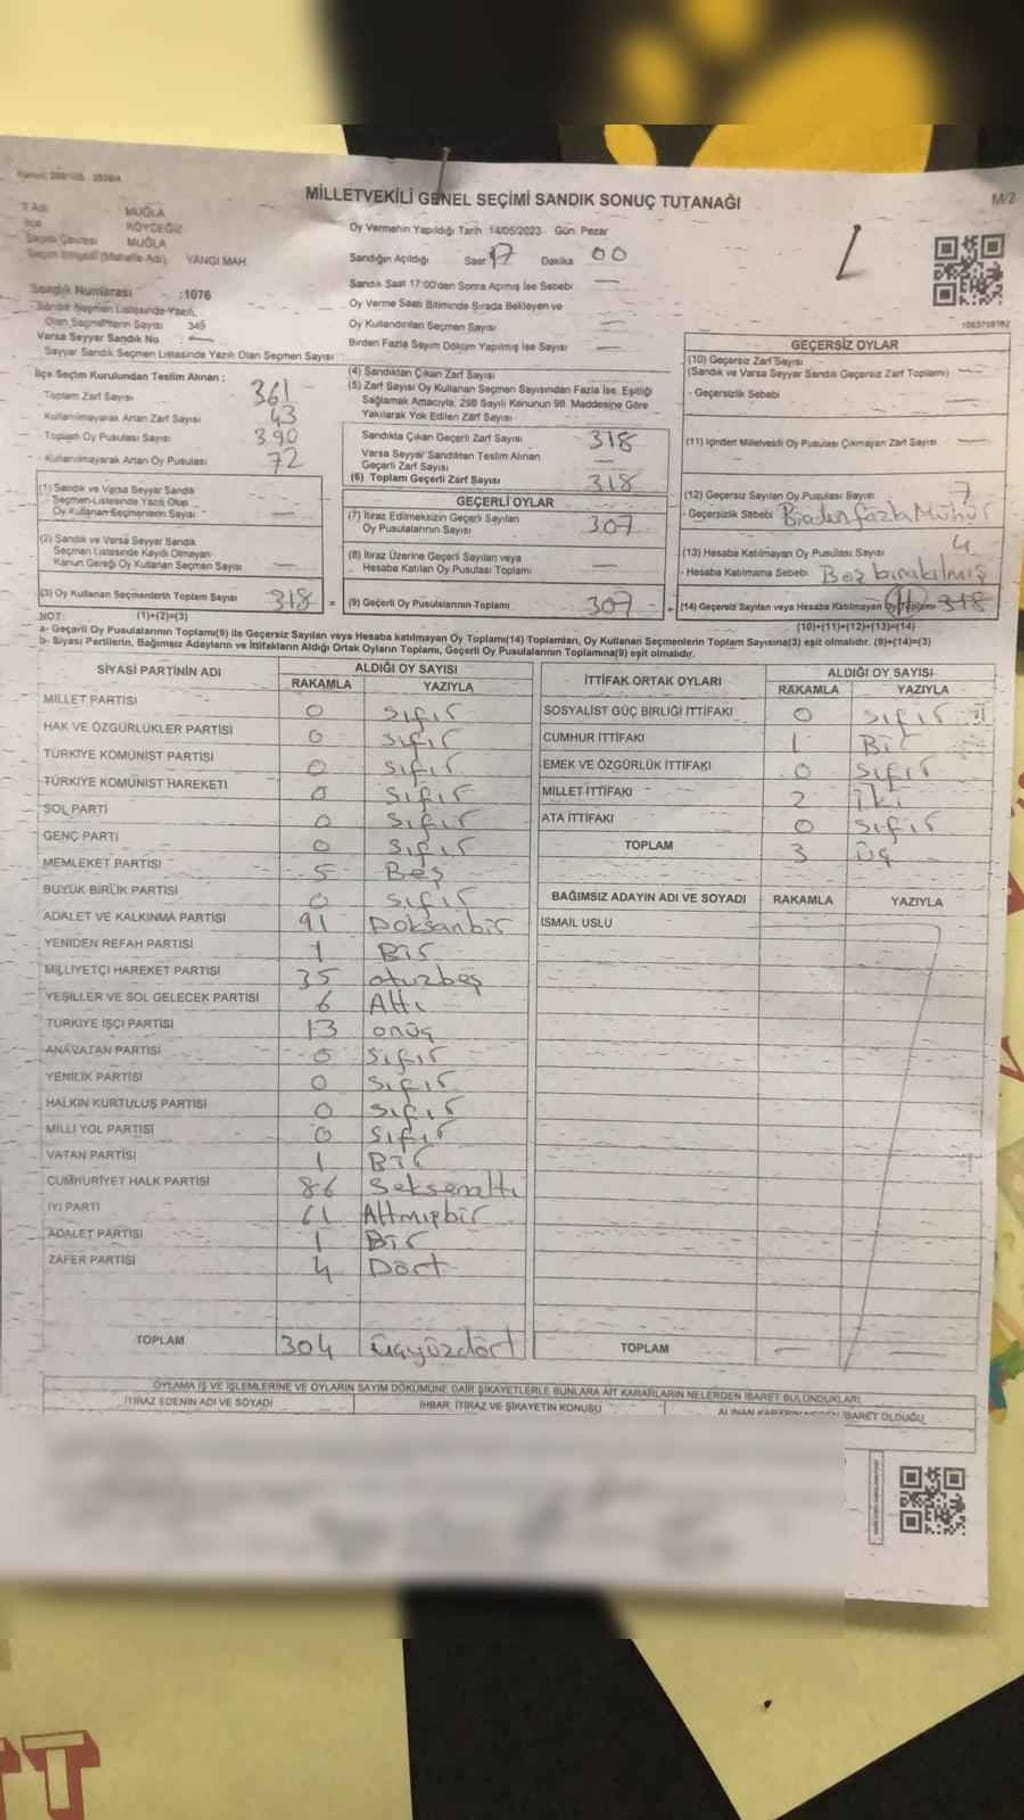 MİLLETVEKİLİ GENEL SEÇİMİ SANDIK SONUÇ TUTANAĞI
M/2
İl Adı MUĞLA
İlçe KÖYCEĞİZ
Seçim Çevresi MUĞLA
Seçim Bölgesi (Mahalle Adı) YANGI MAH.
Sandık Numarası :1076
Sandık Seçmen Listesinde Yazılı
Olan Seçmenlerin Sayısı 345
Varsa Seyyar Sandık No
Seyyar Sandık Seçmen Listesinde Yazılı Olan Seçmen Sayısı
Oy Vermenin Yapıldığı Tarih :14/05/2023 Gün: Pazar
Sandığın Açıldığı Saat 17 Dakika 00
Sandık Saat 17:00'den Sonra Açılmış İse Sebebi —
Oy Verme Saati Bitiminde Sırada Bekleyen ve
Oy Kullandırılan Seçmen Sayısı —
Birden Fazla Sayım Döküm Yapılmış İse Sayısı —
İlçe Seçim Kurulundan Teslim Alınan :
Toplam Zarf Sayısı 361
Kullanılmayarak Artan Zarf Sayısı 43
Toplam Oy Pusulası Sayısı 390
Kullanılmayarak Artan Oy Pusulası 72
(1) Sandık ve Varsa Seyyar Sandık
Seçmen Listesinde Yazılı Olup
Oy Kullanan Seçmenlerin Sayısı —
(2) Sandık ve Varsa Seyyar Sandık
Seçmen Listesinde Kaydı Olmayan
Kanun Gereği Oy Kullanan Seçmen Sayısı —
(3) Oy Kullanan Seçmenlerin Toplam Sayısı 318
(1)+(2)=(3)
(4) Sandıktan Çıkan Zarf Sayısı
(5) Zarf Sayısı Oy Kullanan Seçmen Sayısından Fazla İse, Eşitliği
Sağlamak Amacıyla, 298 Sayılı Kanunun 98. Maddesine Göre
Yakılarak Yok Edilen Zarf Sayısı
Sandıkta Çıkan Geçerli Zarf Sayısı 318
Varsa Seyyar Sandıktan Teslim Alınan
Geçerli Zarf Sayısı —
(6) Toplam Geçerli Zarf Sayısı 318
GEÇERLİ OYLAR
(7) İtiraz Edilmeksizin Geçerli Sayılan
Oy Pusulalarının Sayısı 307
(8) İtiraz Üzerine Geçerli Sayılan veya
Hesaba Katılan Oy Pusulası Toplamı —
= (9) Geçerli Oy Pusulalarının Toplamı 307
GEÇERSİZ OYLAR
(10) Geçersiz Zarf Sayısı
(Sandık ve Varsa Seyyar Sandık Geçersiz Zarf Toplamı) —
- Geçersizlik Sebebi
(11) İçinden Milletvekili Oy Pusulası Çıkmayan Zarf Sayısı —
(12) Geçersiz Sayılan Oy Pusulası Sayısı 7
- Geçersizlik Sebebi Birden fazla Mühür
(13) Hesaba Katılmayan Oy Pusulası Sayısı 4
- Hesaba Katılmama Sebebi Boş bırakılmış
+ (14) Geçersiz Sayılan veya Hesaba Katılmayan Oy Toplamı 11 318
(10)+(11)+(12)+(13)=(14)
NOT:
a- Geçerli Oy Pusulalarının Toplamı(9) ile Geçersiz Sayılan veya Hesaba katılmayan Oy Toplamı(14) Toplamları, Oy Kullanan Seçmenlerin Toplam Sayısına(3) eşit olmalıdır. (9)+(14)=(3)
b- Siyasi Partilerin, Bağımsız Adayların ve İttifakların Aldığı Ortak Oyların Toplamı, Geçerli Oy Pusulalarının Toplamına(9) eşit olmalıdır.
SİYASİ PARTİNİN ADI ALDIĞI OY SAYISI
RAKAMLA YAZIYLA
MİLLET PARTİSİ 0 Sıfır
HAK VE ÖZGÜRLÜKLER PARTİSİ 0 Sıfır
TÜRKİYE KOMÜNİST PARTİSİ 0 Sıfır
TÜRKİYE KOMÜNİST HAREKETİ 0 Sıfır
SOL PARTİ 0 Sıfır
GENÇ PARTİ 0 Sıfır
MEMLEKET PARTİSİ 5 Beş
BÜYÜK BİRLİK PARTİSİ 0 Sıfır
ADALET VE KALKINMA PARTİSİ 91 Doksanbir
YENİDEN REFAH PARTİSİ 1 Bir
MİLLİYETÇİ HAREKET PARTİSİ 35 otuzbeş
YEŞİLLER VE SOL GELECEK PARTİSİ 6 Altı
TÜRKİYE İŞÇİ PARTİSİ 13 onüç
ANAVATAN PARTİSİ 0 Sıfır
YENİLİK PARTİSİ 0 Sıfır
HALKIN KURTULUŞ PARTİSİ 0 Sıfır
MİLLİ YOL PARTİSİ 0 Sıfır
VATAN PARTİSİ 1 Bir
CUMHURİYET HALK PARTİSİ 86 Seksenaltı
İYİ PARTİ 61 Altmışbir
ADALET PARTİSİ 1 Bir
ZAFER PARTİSİ 4 Dört
TOPLAM 304 üçyüzdört
İTTİFAK ORTAK OYLARI ALDIĞI OY SAYISI
RAKAMLA YAZIYLA
SOSYALİST GÜÇ BİRLİĞİ İTTİFAKI 0 Sıfır
CUMHUR İTTİFAKI 1 Bir
EMEK VE ÖZGÜRLÜK İTTİFAKI 0 Sıfır
MİLLET İTTİFAKI 2 İki
ATA İTTİFAKI 0 Sıfır
TOPLAM 3 üç
BAĞIMSIZ ADAYIN ADI VE SOYADI RAKAMLA YAZIYLA
İSMAİL USLU
TOPLAM — —
OYLAMA İŞ VE İŞLEMLERİNE VE OYLARIN SAYIM DÖKÜMÜNE DAİR ŞİKAYETLERLE BUNLARA AİT KARARLARIN NELERDEN İBARET BULUNDUKLARI
İTİRAZ EDENİN ADI VE SOYADI İHBAR, İTİRAZ VE ŞİKAYETİN KONUSU ALINAN KARARIN İBARET OLDUĞU
TT